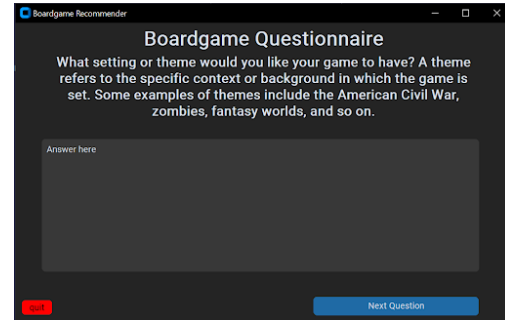 Boardgame Recommender
Boardgame Questionnaire
What setting or theme would you like your game to have? A theme
refers to the specific context or background in which the game is
set. Some examples of themes include the American Civil War,
zombies, fantasy worlds, and so on.
Answer here
quit
Next Question